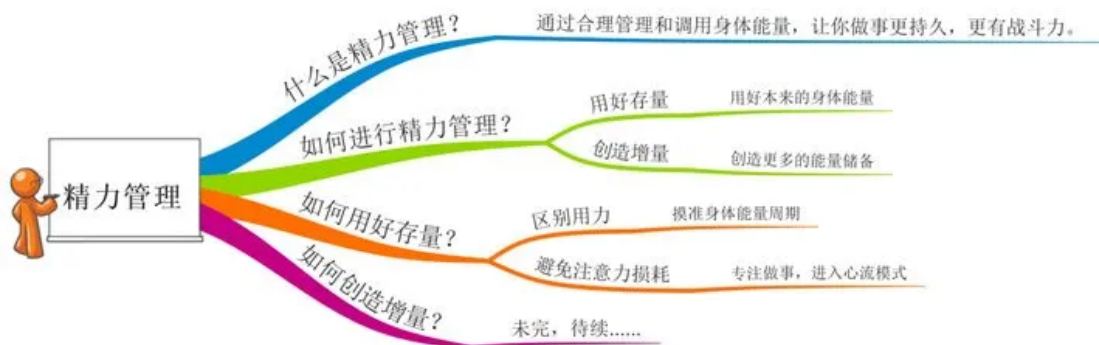 精力管理
什么是精力管理？
通过合理管理和调用身体能量，让你做事更持久，更有战斗力。
如何进行精力管理？
用好存量
用好本来的身体能量
创造增量
创造更多的能量储备
如何用好存量？
区别用力
摸准身体能量周期
避免注意力损耗
专注做事，进入心流模式
如何创造增量？
未完，待续......